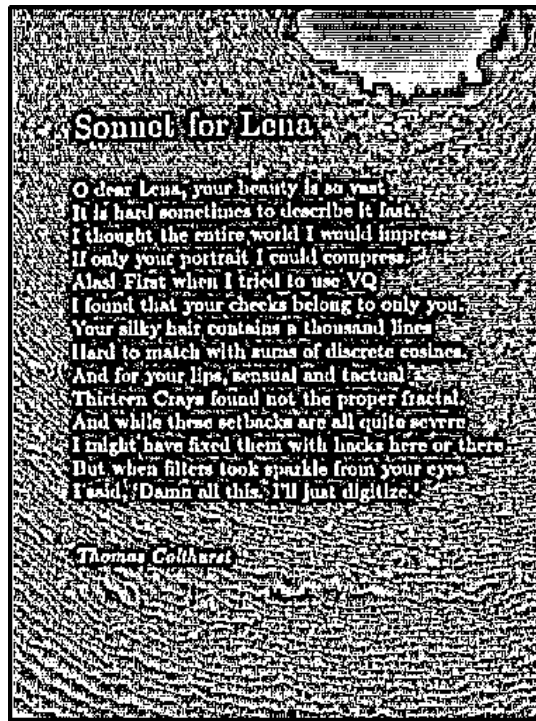 Sonnet for Lena
O dear Lena, your beauty is so vast
It is hard sometimes to describe it fast.
I thought the entire world I would impress
If only your portrait I could compress.
Alas! First when I tried to use VQ
I found that your cheeks belong to only you.
Your silky hair contains a thousand lines
Hard to match with sums of discrete cosines.
And for your lips, sensual and tactual
Thirteen Crays found not the proper fractal.
And while these setbacks are all quite severe
I might have fixed them with hacks here or there
But when filters took sparkle from your eyes
I said, 'Damn all this. I'll just digitize.'
Thomas Colthurst